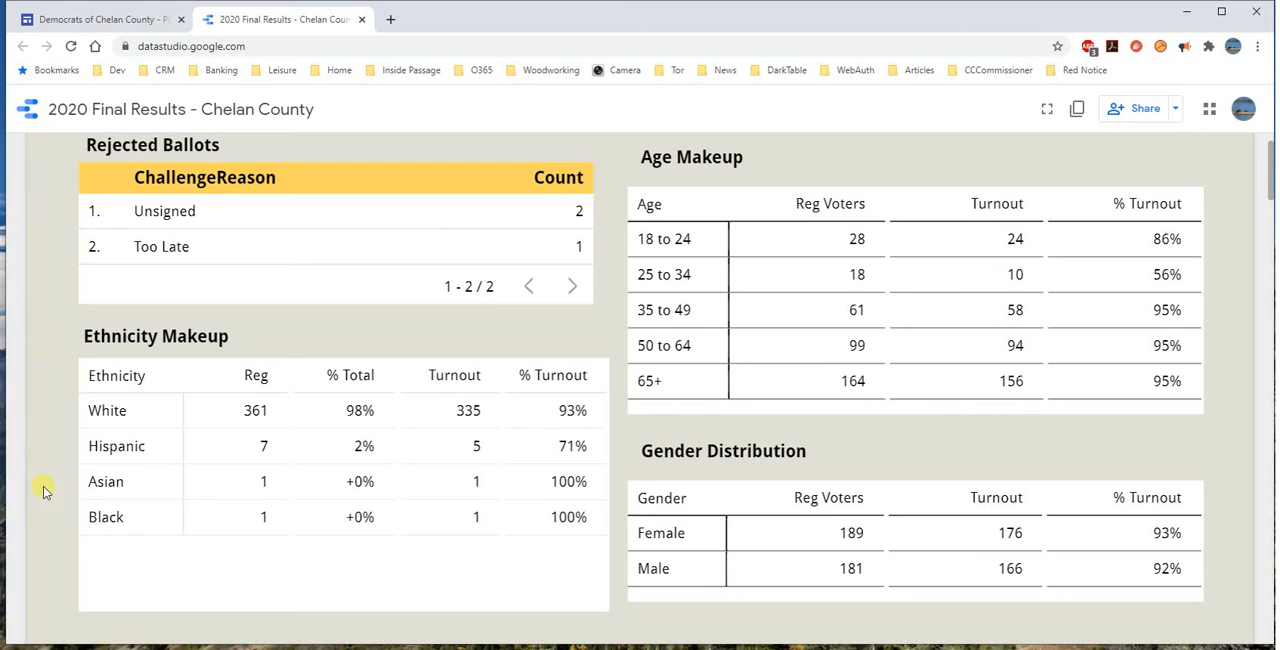 Democrats of Chelan County - P
2020 Final Results - Chelan Coun
datastudio.google.com
3
Bookmarks Dev CRM Banking Leisure Home Inside Passage O365 Woodworking Camera Tor News DarkTable WebAuth Articles CCCommissioner Red Notice
2020 Final Results - Chelan County
Share
Rejected Ballots
ChallengeReason Count
1. Unsigned 2
2. Too Late 1
1 - 2 / 2
Ethnicity Makeup
Ethnicity Reg % Total Turnout % Turnout
White 361 98% 335 93%
Hispanic 7 2% 5 71%
Asian 1 +0% 1 100%
Black 1 +0% 1 100%
Age Makeup
Age Reg Voters Turnout % Turnout
18 to 24 28 24 86%
25 to 34 18 10 56%
35 to 49 61 58 95%
50 to 64 99 94 95%
65+ 164 156 95%
Gender Distribution
Gender Reg Voters Turnout % Turnout
Female 189 176 93%
Male 181 166 92%